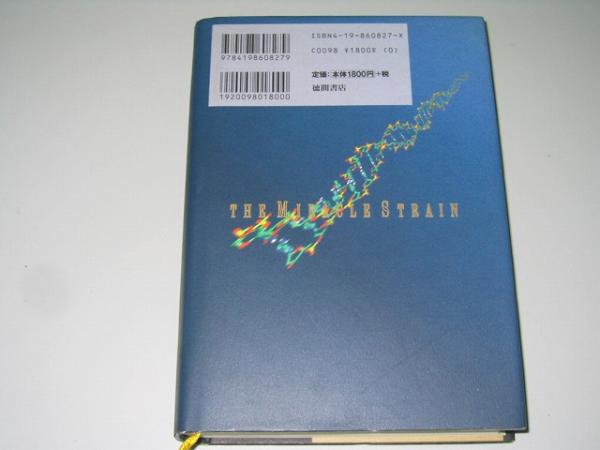 ISBN4-19-860827-X
C0098 ¥1800E (0)
9784198608279
定価:本体1800円+税
徳間書店
1920098018000
THE MIRACLE STRAIN